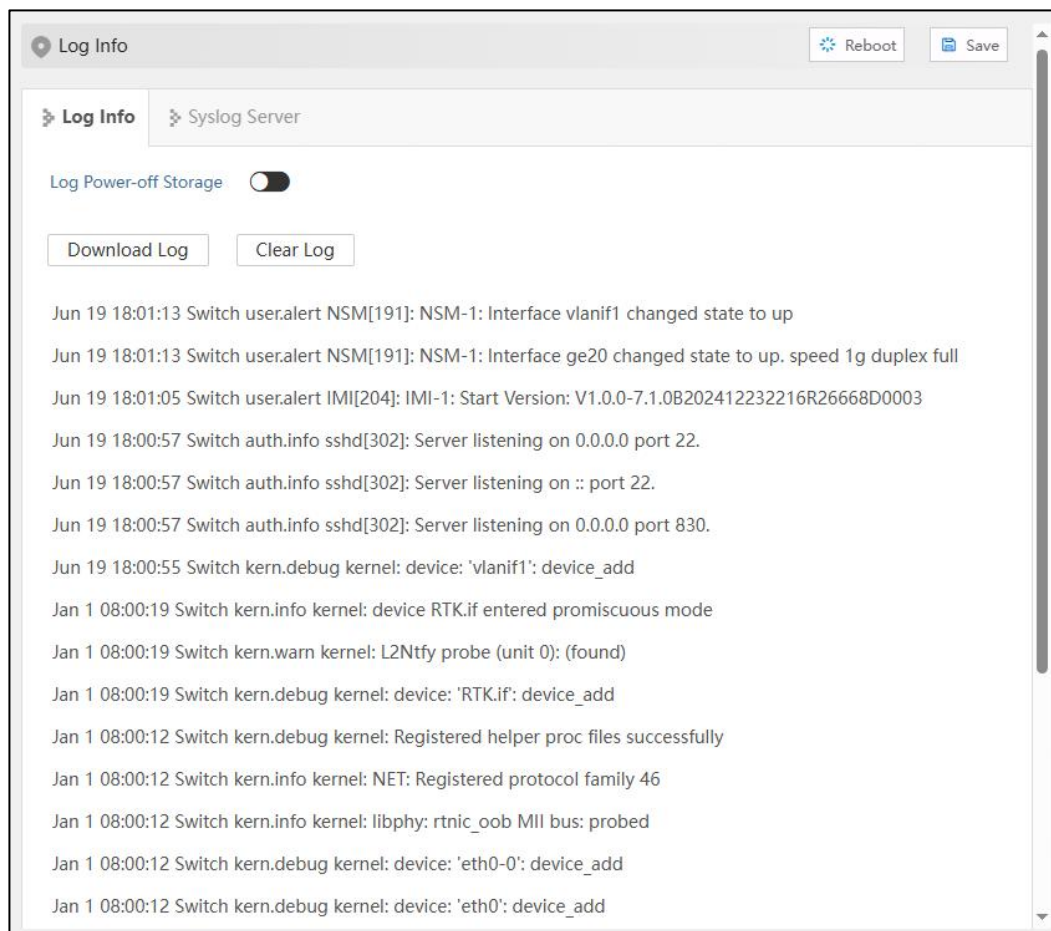 Log Info
Reboot
Save
Log Info
Syslog Server
Log Power-off Storage
Download Log
Clear Log
Jun 19 18:01:13 Switch user.alert NSM[191]: NSM-1: Interface vlanif1 changed state to up
Jun 19 18:01:13 Switch user.alert NSM[191]: NSM-1: Interface ge20 changed state to up. speed 1g duplex full
Jun 19 18:01:05 Switch user.alert IMI[204]: IMI-1: Start Version: V1.0.0-7.1.0B202412232216R26668D0003
Jun 19 18:00:57 Switch auth.info sshd[302]: Server listening on 0.0.0.0 port 22.
Jun 19 18:00:57 Switch auth.info sshd[302]: Server listening on :: port 22.
Jun 19 18:00:57 Switch auth.info sshd[302]: Server listening on 0.0.0.0 port 830.
Jun 19 18:00:55 Switch kern.debug kernel: device: 'vlanif1': device_add
Jan 1 08:00:19 Switch kern.info kernel: device RTK.if entered promiscuous mode
Jan 1 08:00:19 Switch kern.warn kernel: L2Ntfy probe (unit 0): (found)
Jan 1 08:00:19 Switch kern.debug kernel: device: 'RTK.if': device_add
Jan 1 08:00:12 Switch kern.debug kernel: Registered helper proc files successfully
Jan 1 08:00:12 Switch kern.info kernel: NET: Registered protocol family 46
Jan 1 08:00:12 Switch kern.info kernel: libphy: rtnic_oob MII bus: probed
Jan 1 08:00:12 Switch kern.debug kernel: device: 'eth0-0': device_add
Jan 1 08:00:12 Switch kern.debug kernel: device: 'eth0': device_add